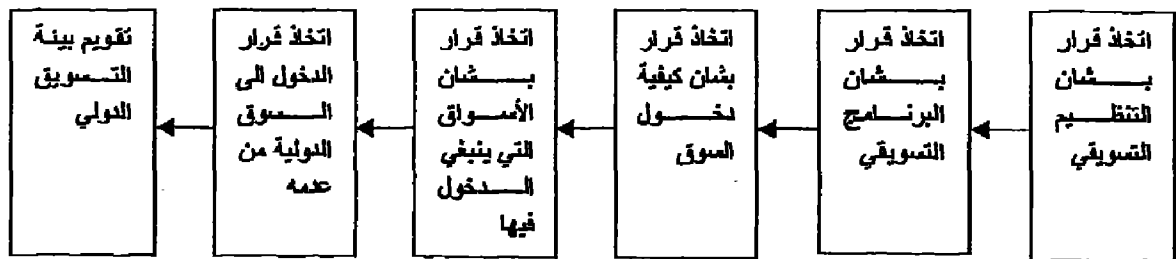 اتخاذ قرار
بشان
التنظيم
التسويقي
اتخاذ قرار
بشان
البرنامج
التسويقي
اتخاذ قرار
بشان كيفية
دخول
السوق
اتخاذ قرار
بشان
الأسواق
التي ينبغي
الدخول
فيها
اتخاذ قرار
الدخول الى
السوق
الدولية من
عدمه
تقويم بيئة
التسويق
الدولي